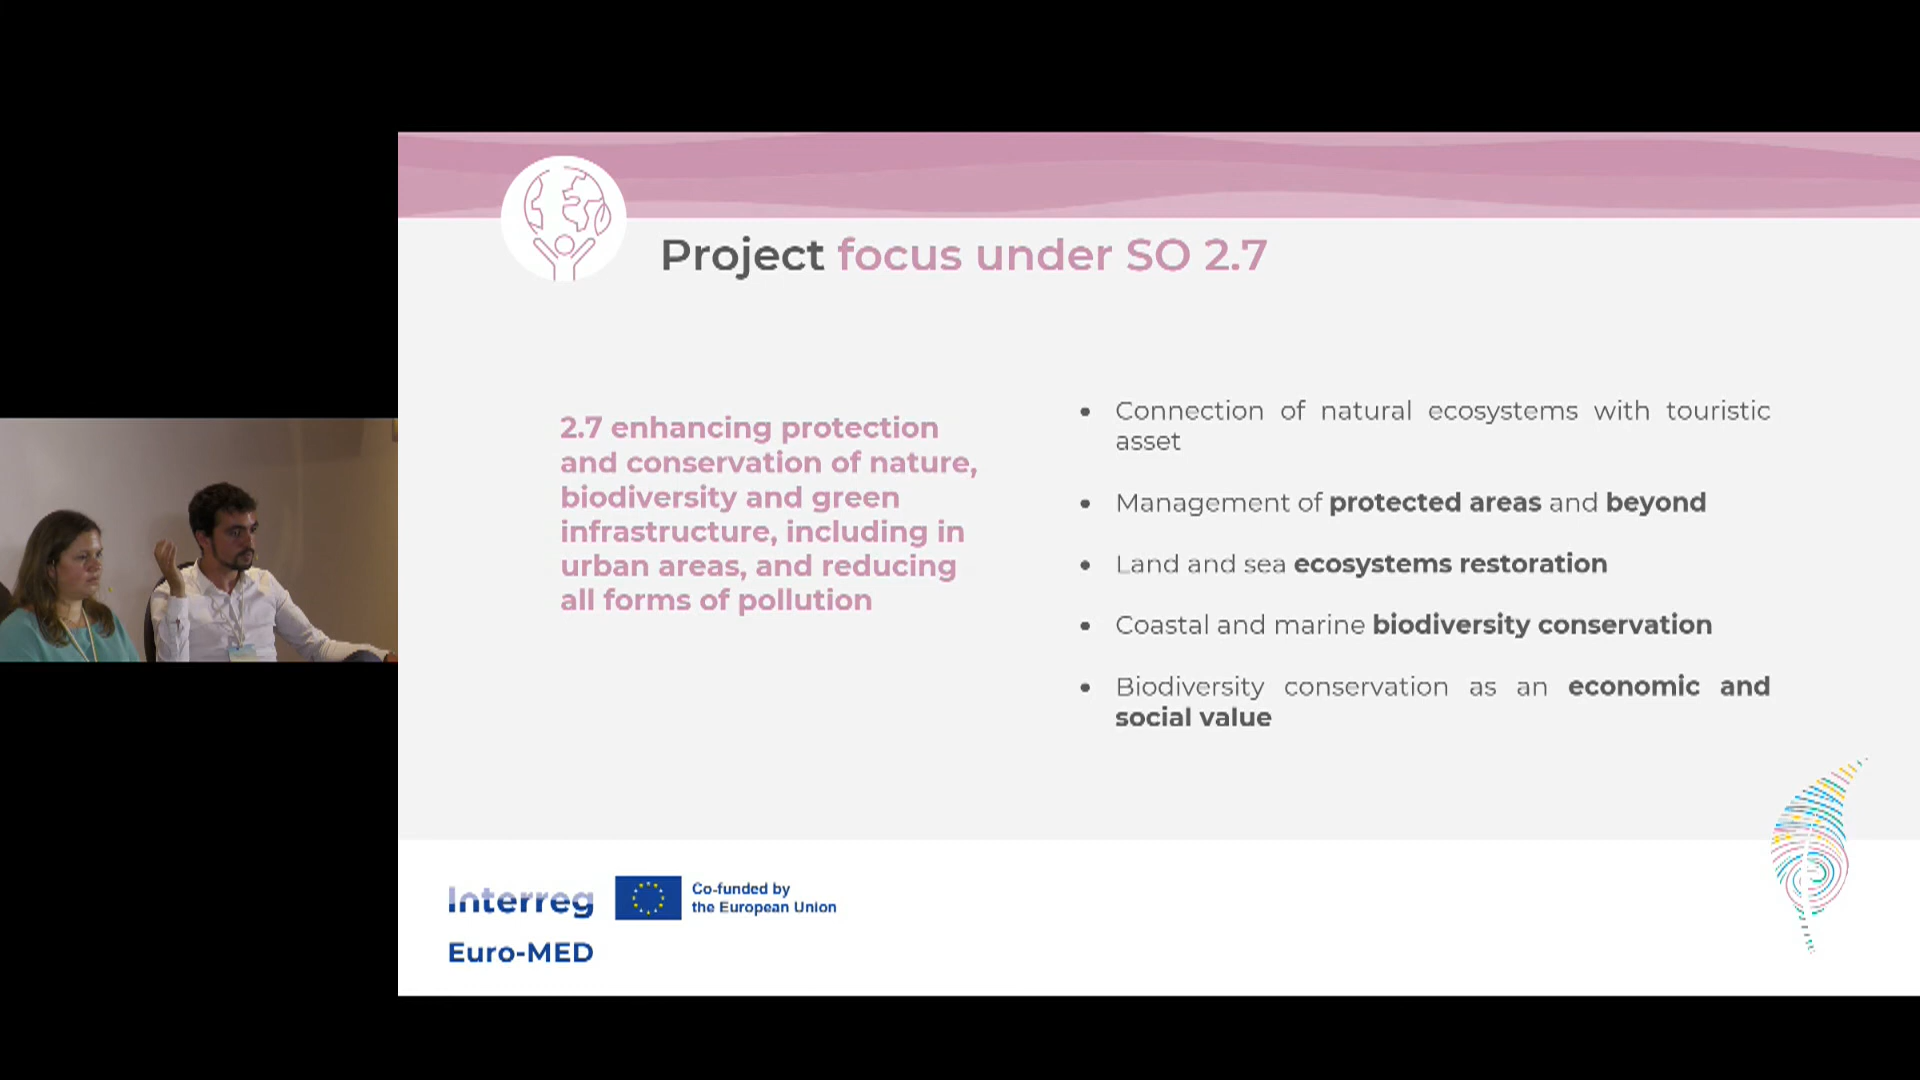 Project focus under SO 2.7
2.7 enhancing protection
and conservation of nature,
biodiversity and green
infrastructure, including in
urban areas, and reducing
all forms of pollution
• Connection of natural ecosystems with touristic
asset
• Management of protected areas and beyond
• Land and sea ecosystems restoration
• Coastal and marine biodiversity conservation
• Biodiversity conservation as an economic and
social value
Interreg
Co-funded by
the European Union
Euro-MED